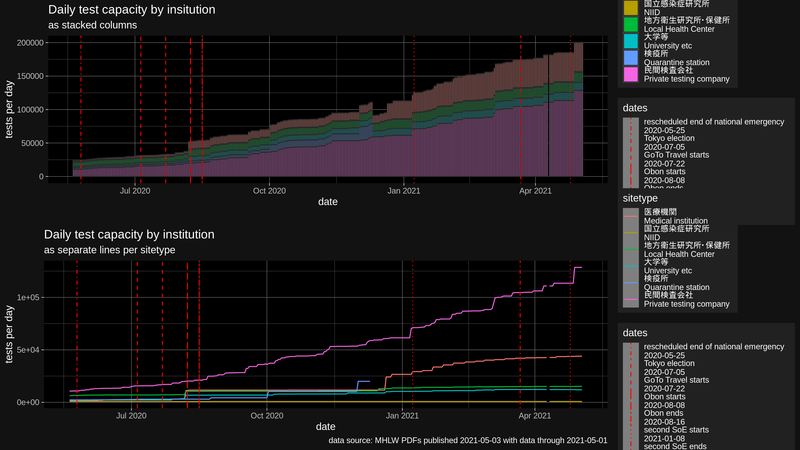 Daily test capacity by insitution
as stacked columns
200000
150000
100000
50000
0
tests per day
Jul 2020
Oct 2020
Jan 2021
Apr 2021
date
国立感染症研究所
NIID
地方衛生研究所・保健所
Local Health Center
大学等
University etc
検疫所
Quarantine station
民間検査会社
Private testing company
dates
rescheduled end of national emergency
2020-05-25
Tokyo election
2020-07-05
GoTo Travel starts
2020-07-22
Obon starts
2020-08-08
Obon ends
sitetype
医療機関
Medical institution
国立感染症研究所
NIID
地方衛生研究所・保健所
Local Health Center
大学等
University etc
検疫所
Quarantine station
民間検査会社
Private testing company
Daily test capacity by institution
as separate lines per sitetype
1e+05
5e+04
0e+00
tests per day
Jul 2020
Oct 2020
Jan 2021
Apr 2021
date
dates
rescheduled end of national emergency
2020-05-25
Tokyo election
2020-07-05
GoTo Travel starts
2020-07-22
Obon starts
2020-08-08
Obon ends
2020-08-16
second SoE starts
2021-01-08
second SoE ends
data source: MHLW PDFs published 2021-05-03 with data through 2021-05-01